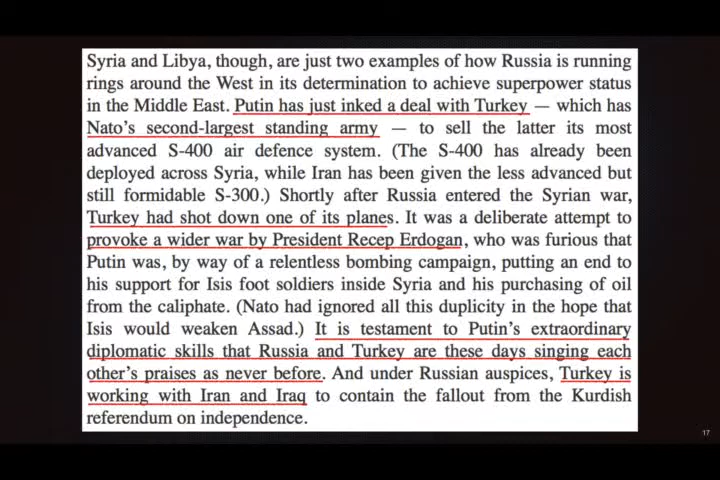 Syria and Libya, though, are just two examples of how Russia is running
rings around the West in its determination to achieve superpower status
in the Middle East. Putin has just inked a deal with Turkey — which has
Nato's second-largest standing army — to sell the latter its most
advanced S-400 air defence system. (The S-400 has already been
deployed across Syria, while Iran has been given the less advanced but
still formidable S-300.) Shortly after Russia entered the Syrian war,
Turkey had shot down one of its planes. It was a deliberate attempt to
provoke a wider war by President Recep Erdogan, who was furious that
Putin was, by way of a relentless bombing campaign, putting an end to
his support for Isis foot soldiers inside Syria and his purchasing of oil
from the caliphate. (Nato had ignored all this duplicity in the hope that
Isis would weaken Assad.) It is testament to Putin's extraordinary
diplomatic skills that Russia and Turkey are these days singing each
other's praises as never before. And under Russian auspices, Turkey is
working with Iran and Iraq to contain the fallout from the Kurdish
referendum on independence.
17